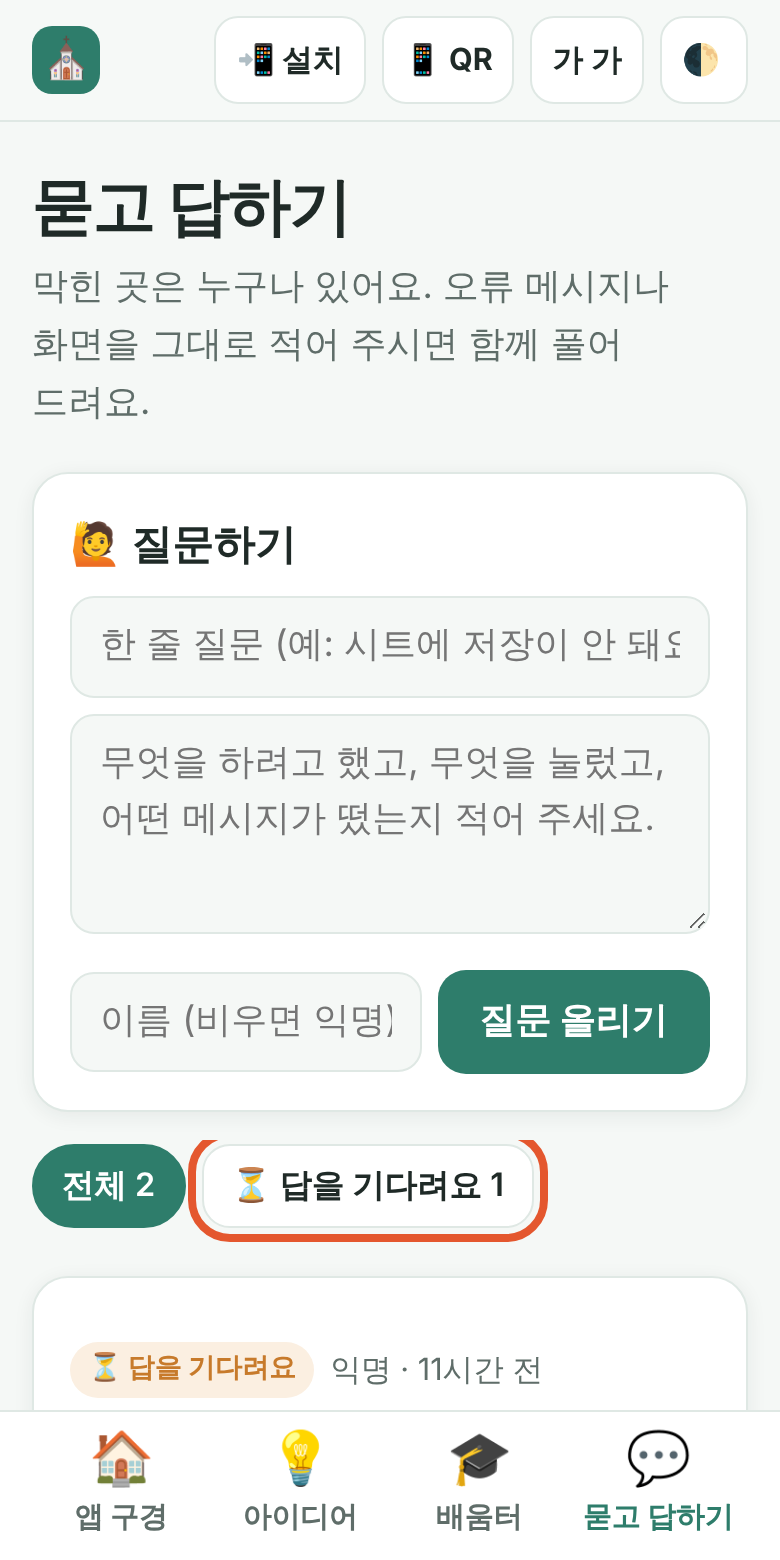 설치
QR
가 가
묻고 답하기
막힌 곳은 누구나 있어요. 오류 메시지나
화면을 그대로 적어 주시면 함께 풀어
드려요.
질문하기
한 줄 질문 (예: 시트에 저장이 안 돼요
무엇을 하려고 했고, 무엇을 눌렀고,
어떤 메시지가 떴는지 적어 주세요.
이름 (비우면 익명)
질문 올리기
전체 2
답을 기다려요 1
답을 기다려요
익명 · 11시간 전
앱 구경
아이디어
배움터
묻고 답하기